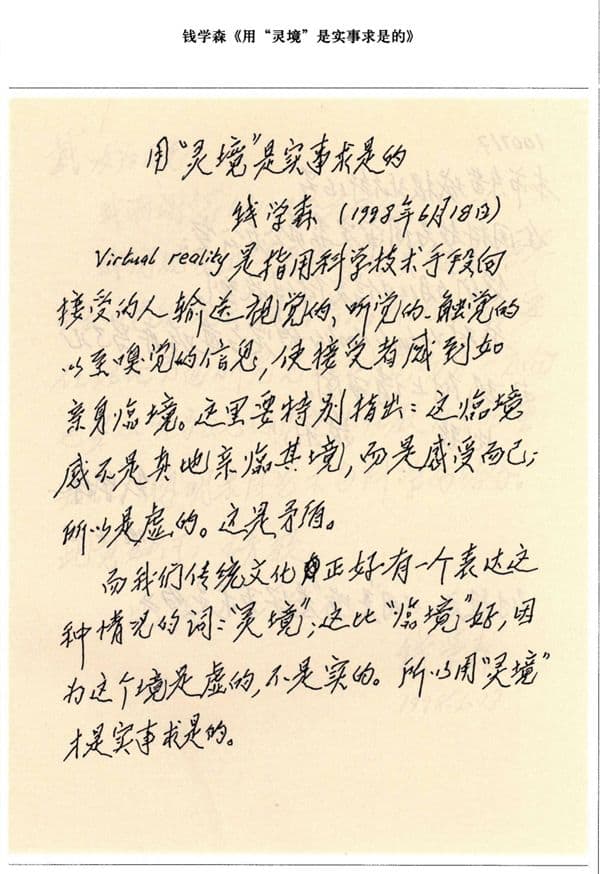 钱学森《用“灵境”是实事求是的》
用“灵境”是实事求是的
钱学森（1998年6月18日）
Virtual reality是指用科学技术手段向
接受的人输送视觉的、听觉的、触觉的
以至嗅觉的信息，使接受者感到如
亲身临境。这里要特别指出：这临境
感不是真地亲临其境，而是感受而已；
所以是虚的。这是矛盾。
而我们传统文化正好有一个表达这
种情况的词：“灵境”；这比“临境”好，因
为这个境是虚的，不是实的。所以用“灵境”
才是实事求是的。